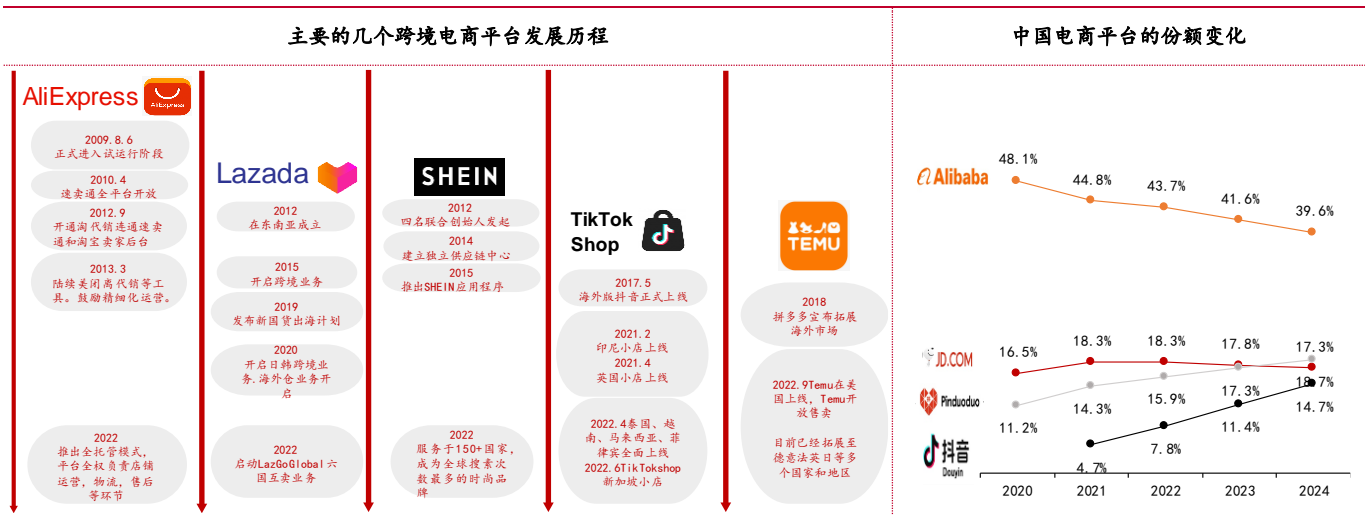 主要的几个跨境电商平台发展历程
AliExpress
AliExpress
2009.8.6
正式进入试运行阶段
2010.4
速卖通全平台开放
2012.9
开通淘代销连通速卖
通和淘宝卖家后台
2013.3
陆续关闭离代销等工
具。鼓励精细化运营。
2022
推出全托管模式，
平台全权负责店铺
运营，物流，售后
等环节
Lazada
2012
在东南亚成立
2015
开启跨境业务
2019
发布新国货出海计划
2020
开启日韩跨境业
务.海外仓业务开
启
2022
启动LazGoGlobal六
国互卖业务
SHEIN
2012
四名联合创始人发起
2014
建立独立供应链中心
2015
推出SHEIN应用程序
2022
服务于150+国家，
成为全球搜索次
数最多的时尚品
牌
TikTok
Shop
2017.5
海外版抖音正式上线
2021.2
印尼小店上线
2021.4
英国小店上线
2022.4泰国、越
南、马来西亚、菲
律宾全面上线
2022.6TikTokshop
新加坡小店
TEMU
2018
拼多多宣布拓展
海外市场
2022.9Temu在美
国上线，Temu开
放售卖
目前已经拓展至
德意法英日等多
个国家和地区
中国电商平台的份额变化
Alibaba
48.1%
44.8%
43.7%
41.6%
39.6%
JD.COM
16.5%
18.3%
18.3%
17.8%
17.3%
Pinduoduo
11.2%
14.3%
15.9%
17.3%
18.7%
抖音
Douyin
4.7%
7.8%
11.4%
14.7%
2020
2021
2022
2023
2024